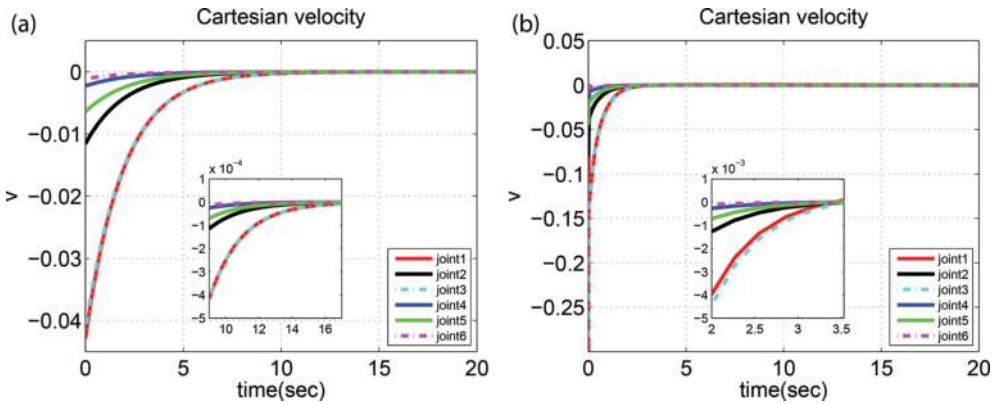 (a)
Cartesian velocity
0
−0.01
−0.02
−0.03
−0.04
v
0
5
10
15
20
time(sec)
x 10⁻⁴
1
0
−1
−2
−3
−4
−5
10
12
14
16
joint1
joint2
joint3
joint4
joint5
joint6
(b)
Cartesian velocity
0.05
0
−0.05
−0.1
−0.15
−0.2
−0.25
v
0
5
10
15
20
time(sec)
x 10⁻³
1
0
−1
−2
−3
−4
−5
2
2.5
3
3.5
joint1
joint2
joint3
joint4
joint5
joint6